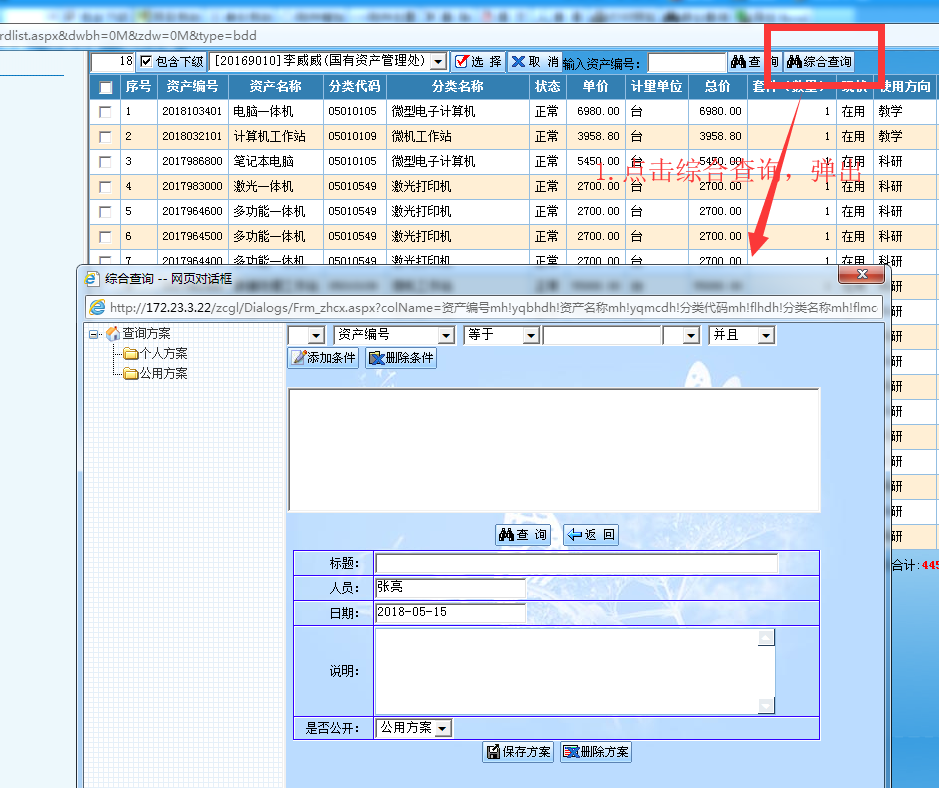 rdlist.aspx&dwbh=0M&zdw=0M&type=bdd
18 包含下级 [20169010]李威威(国有资产管理处) 选 择 取 消 输入资产编号： 查 询 综合查询
序号 资产编号 资产名称 分类代码 分类名称 状态 单价 计量单位 总价 使用方向
1 2018103401 电脑一体机 05010105 微型电子计算机 正常 6980.00 台 6980.00 1 在用 教学
2 2018032101 计算机工作站 05010109 微机工作站 正常 3958.80 台 3958.80 1 在用 教学
3 2017986800 笔记本电脑 05010105 微型电子计算机 正常 5450.00 台 5450.00 1 在用 科研
1. 点击综合查询，弹出
4 2017983000 激光一体机 05010549 激光打印机 正常 2700.00 台 2700.00 1 在用 科研
5 2017964600 多功能一体机 05010549 激光打印机 正常 2700.00 台 2700.00 1 在用 科研
6 2017964500 多功能一体机 05010549 激光打印机 正常 2700.00 台 2700.00 1 在用 科研
7 2017964400 多功能一体机 05010549 激光打印机 正常 2700.00 台 2700.00 1 在用 科研
综合查询 -- 网页对话框
http://172.23.3.22/zcgl/Dialogs/Frm_zhcx.aspx?colName=资产编号mh!yqbhdh!资产名称mh!yqmcdh!分类代码mh!flhdh!分类名称mh!flmc
查询方案
个人方案
公用方案
资产编号 等于 并且
添加条件 删除条件
查 询 返 回
合计:445
标题：
人员： 张亮
日期： 2018-05-15
说明：
是否公开： 公用方案
保存方案 删除方案